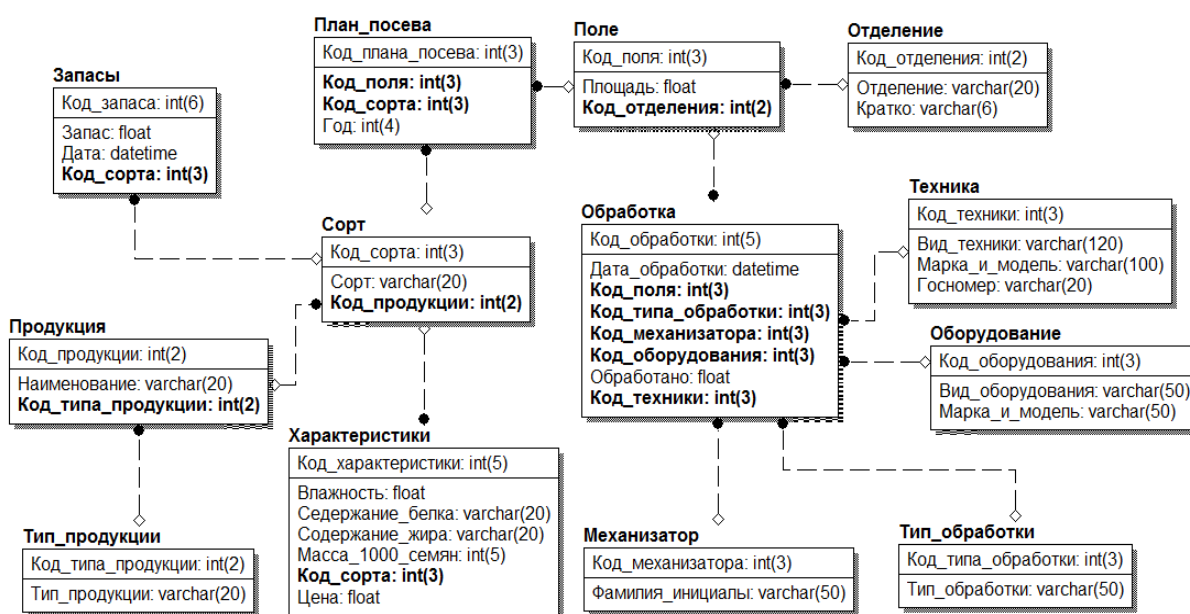 План_посева
Код_плана_посева: int(3)
Код_поля: int(3)
Код_сорта: int(3)
Год: int(4)
Поле
Код_поля: int(3)
Площадь: float
Код_отделения: int(2)
Отделение
Код_отделения: int(2)
Отделение: varchar(20)
Кратко: varchar(6)
Запасы
Код_запаса: int(6)
Запас: float
Дата: datetime
Код_сорта: int(3)
Сорт
Код_сорта: int(3)
Сорт: varchar(20)
Код_продукции: int(2)
Обработка
Код_обработки: int(5)
Дата_обработки: datetime
Код_поля: int(3)
Код_типа_обработки: int(3)
Код_механизатора: int(3)
Код_оборудования: int(3)
Обработано: float
Код_техники: int(3)
Техника
Код_техники: int(3)
Вид_техники: varchar(120)
Марка_и_модель: varchar(100)
Госномер: varchar(20)
Продукция
Код_продукции: int(2)
Наименование: varchar(20)
Код_типа_продукции: int(2)
Оборудование
Код_оборудования: int(3)
Вид_оборудования: varchar(50)
Марка_и_модель: varchar(50)
Характеристики
Код_характеристики: int(5)
Влажность: float
Седержание_белка: varchar(20)
Содержание_жира: varchar(20)
Масса_1000_семян: int(5)
Код_сорта: int(3)
Цена: float
Тип_продукции
Код_типа_продукции: int(2)
Тип_продукции: varchar(20)
Механизатор
Код_механизатора: int(3)
Фамилия_инициалы: varchar(50)
Тип_обработки
Код_типа_обработки: int(3)
Тип_обработки: varchar(50)